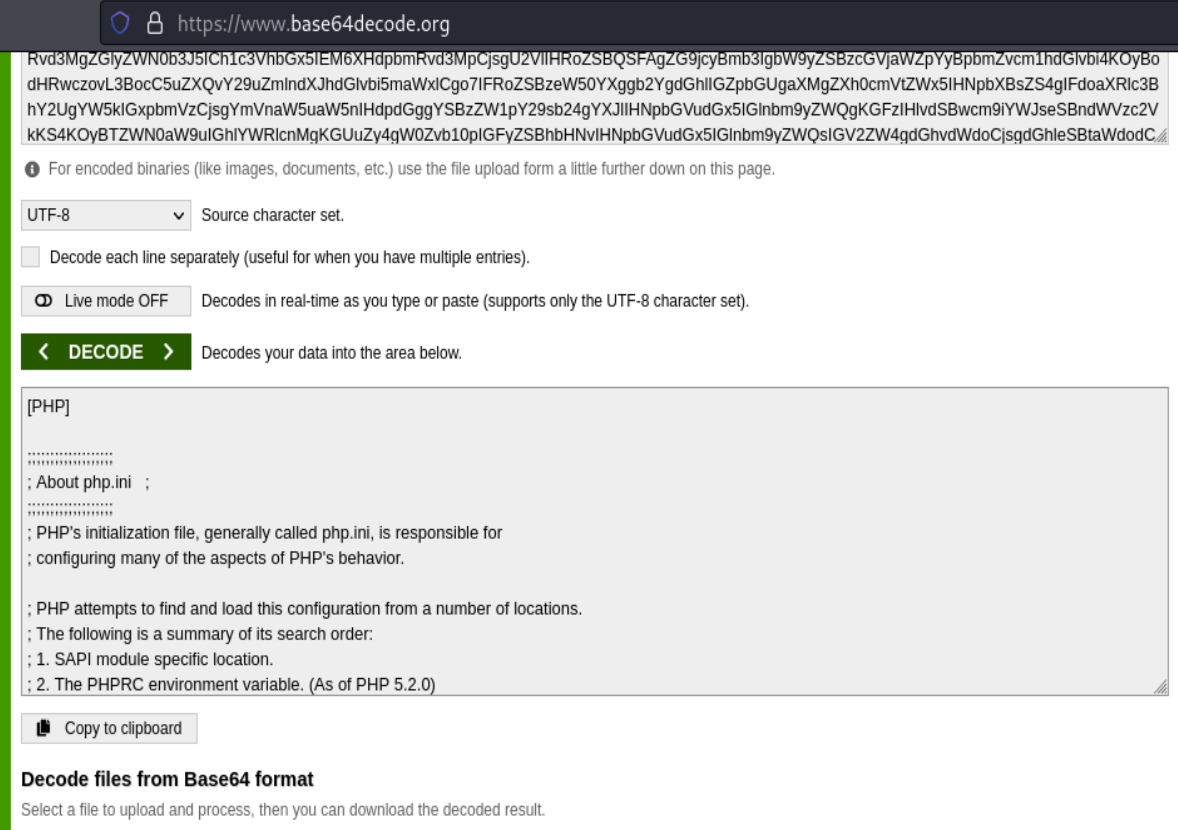 https://www.base64decode.org
Rvd3MgZGlyZWN0b3J5ICh1c3VhbGx5IEM6XHdpbmRvd3MpCjsgU2VlIHRoZSBQSFAgZG9jcyBmb3IgbW9yZSBzcGVjaWZpYyBpbmZvcm1hdGlvbi4KOyBo
dHRwczovL3BocC5uZXQvY29uZmlndXJhdGlvbi5maWxlCgo7IFRoZSBzeW50YXggb2YgdGhlIGZpbGUgaXMgZXh0cmVtZWx5IHNpbXBsZS4gIFdoaXRlc3B
hY2UgYW5kIGxpbmVzCjsgYmVnaW5uaW5nIHdpdGggYSBzZW1pY29sb24gYXJlIHNpbGVudGx5IGlnbm9yZWQgKGFzIHlvdSBwcm9iYWJseSBndWVzc2V
kKS4KOyBTZWN0aW9uIGhlYWRlcnMgKGUuZy4gW0Zvb10pIGFyZSBhbHNvIHNpbGVudGx5IGlnbm9yZWQsIGV2ZW4gdGhvdWdoCjsgdGhleSBtaWdodC
For encoded binaries (like images, documents, etc.) use the file upload form a little further down on this page.
UTF-8 Source character set.
Decode each line separately (useful for when you have multiple entries).
Live mode OFF Decodes in real-time as you type or paste (supports only the UTF-8 character set).
< DECODE > Decodes your data into the area below.
[PHP]
;;;;;;;;;;;;;;;;;;;
; About php.ini   ;
;;;;;;;;;;;;;;;;;;;
; PHP's initialization file, generally called php.ini, is responsible for
; configuring many of the aspects of PHP's behavior.
; PHP attempts to find and load this configuration from a number of locations.
; The following is a summary of its search order:
; 1. SAPI module specific location.
; 2. The PHPRC environment variable. (As of PHP 5.2.0)
Copy to clipboard
Decode files from Base64 format
Select a file to upload and process, then you can download the decoded result.